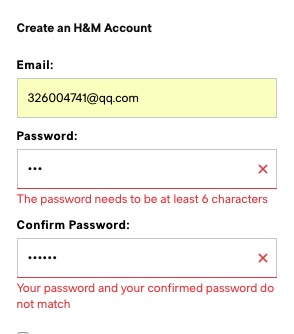 Create an H&M Account
Email:
326004741@qq.com
Password:
•••
The password needs to be at least 6 characters
Confirm Password:
••••••
Your password and your confirmed password do
not match